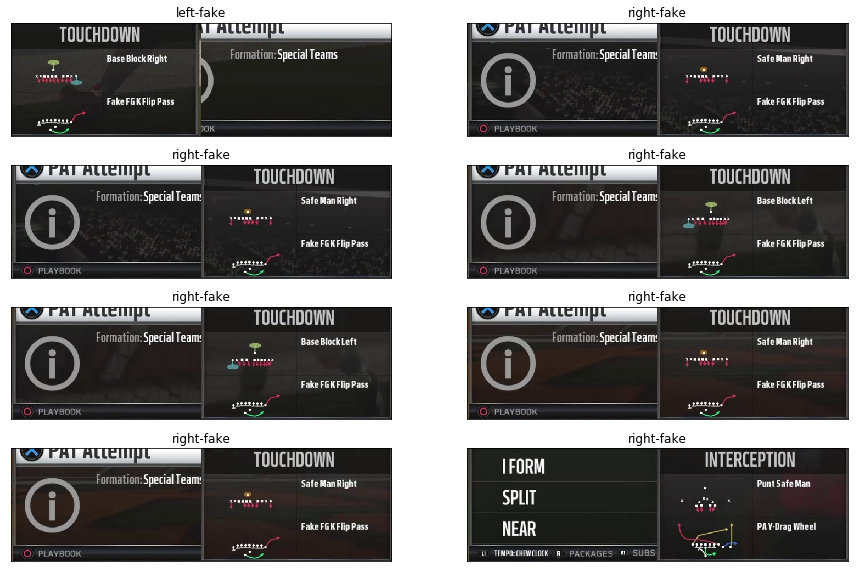 left-fake
TOUCHDOWN
Base Block Right
Fake FG K Flip Pass
PAT Attempt
Formation: Special Teams
right-fake
PAT Attempt
Formation: Special Teams
PLAYBOOK
TOUCHDOWN
Safe Man Right
Fake FG K Flip Pass
right-fake
PAT Attempt
Formation: Special Teams
PLAYBOOK
TOUCHDOWN
Safe Man Right
Fake FG K Flip Pass
right-fake
PAT Attempt
Formation: Special Teams
PLAYBOOK
TOUCHDOWN
Base Block Left
Fake FG K Flip Pass
right-fake
PAT Attempt
Formation: Special Teams
PLAYBOOK
TOUCHDOWN
Base Block Left
Fake FG K Flip Pass
right-fake
PAT Attempt
Formation: Special Teams
PLAYBOOK
TOUCHDOWN
Safe Man Right
Fake FG K Flip Pass
right-fake
PAT Attempt
Formation: Special Teams
PLAYBOOK
TOUCHDOWN
Safe Man Right
Fake FG K Flip Pass
right-fake
I FORM
SPLIT
NEAR
TEMPO: CHEW CLOCK R PACKAGES SUBS
INTERCEPTION
Punt Safe Man
PAY-Drag Wheel